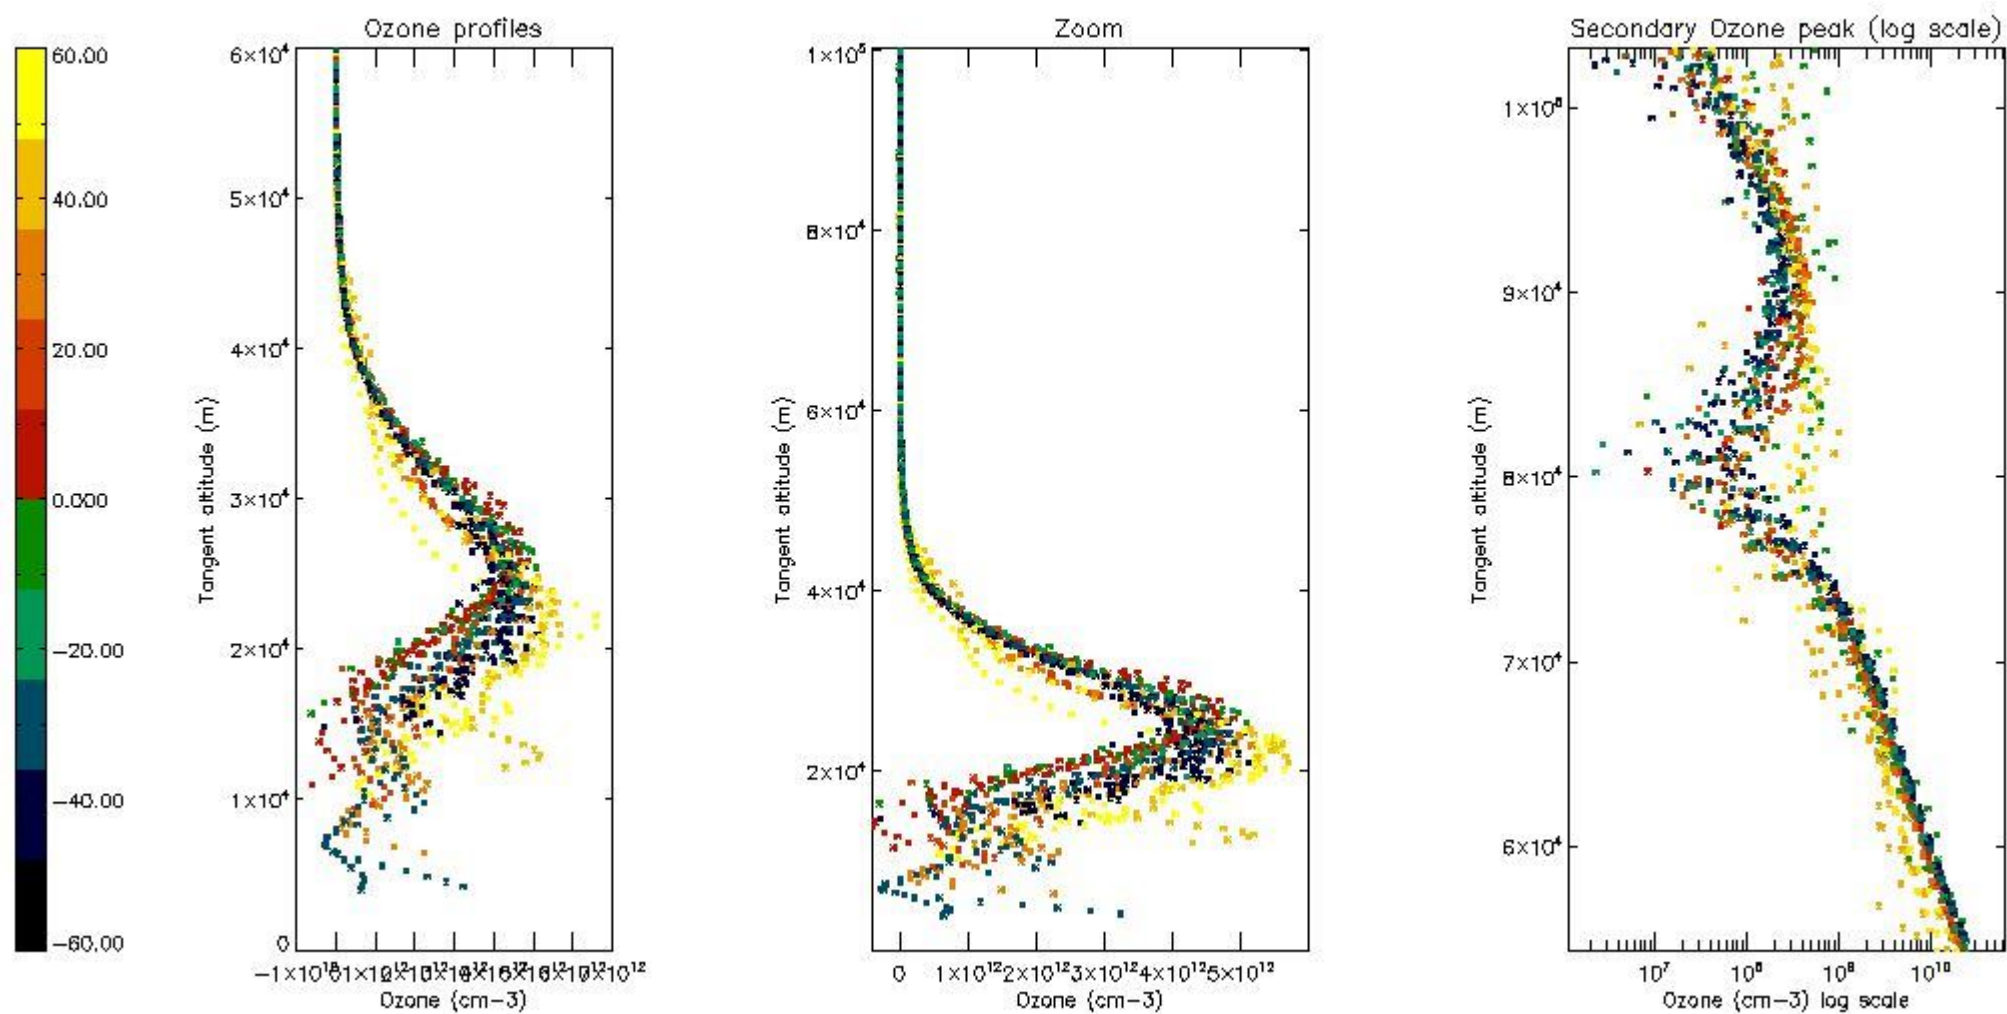 Ozone profiles
Zoom
Secondary Ozone peak (log scale)
60.00
40.00
20.00
0.000
−20.00
−40.00
−60.00
6×10⁴
5×10⁴
4×10⁴
3×10⁴
2×10⁴
1×10⁴
0
Tangent altitude (m)
Ozone (cm−3)
1×10⁵
8×10⁴
6×10⁴
4×10⁴
2×10⁴
Tangent altitude (m)
0 1×10¹² 2×10¹² 3×10¹² 4×10¹² 5×10¹²
Ozone (cm−3)
1×10⁵
9×10⁴
8×10⁴
7×10⁴
6×10⁴
Tangent altitude (m)
10⁷ 10⁸ 10⁹ 10¹⁰
Ozone (cm−3) log scale